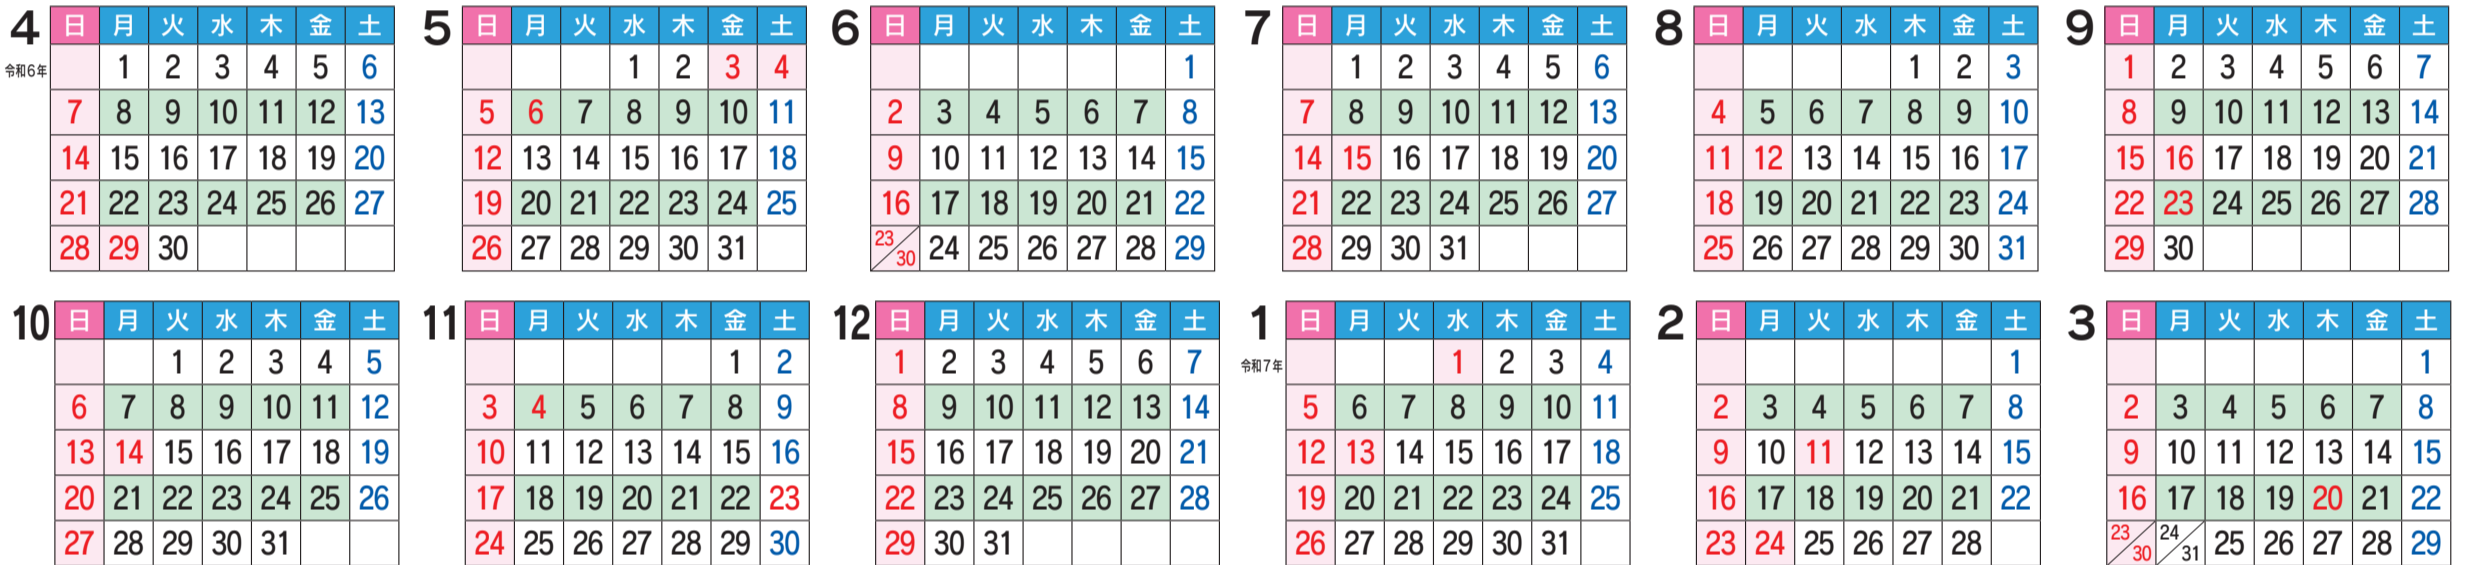 4 日 月 火 水 木 金 土
令和6年 1 2 3 4 5 6
7 8 9 10 11 12 13
14 15 16 17 18 19 20
21 22 23 24 25 26 27
28 29 30
5 日 月 火 水 木 金 土
1 2 3 4
5 6 7 8 9 10 11
12 13 14 15 16 17 18
19 20 21 22 23 24 25
26 27 28 29 30 31
6 日 月 火 水 木 金 土
1
2 3 4 5 6 7 8
9 10 11 12 13 14 15
16 17 18 19 20 21 22
23/30 24 25 26 27 28 29
7 日 月 火 水 木 金 土
1 2 3 4 5 6
7 8 9 10 11 12 13
14 15 16 17 18 19 20
21 22 23 24 25 26 27
28 29 30 31
8 日 月 火 水 木 金 土
1 2 3
4 5 6 7 8 9 10
11 12 13 14 15 16 17
18 19 20 21 22 23 24
25 26 27 28 29 30 31
9 日 月 火 水 木 金 土
1 2 3 4 5 6 7
8 9 10 11 12 13 14
15 16 17 18 19 20 21
22 23 24 25 26 27 28
29 30
10 日 月 火 水 木 金 土
1 2 3 4 5
6 7 8 9 10 11 12
13 14 15 16 17 18 19
20 21 22 23 24 25 26
27 28 29 30 31
11 日 月 火 水 木 金 土
1 2
3 4 5 6 7 8 9
10 11 12 13 14 15 16
17 18 19 20 21 22 23
24 25 26 27 28 29 30
12 日 月 火 水 木 金 土
1 2 3 4 5 6 7
8 9 10 11 12 13 14
15 16 17 18 19 20 21
22 23 24 25 26 27 28
29 30 31
1 日 月 火 水 木 金 土
令和7年 1 2 3 4
5 6 7 8 9 10 11
12 13 14 15 16 17 18
19 20 21 22 23 24 25
26 27 28 29 30 31
2 日 月 火 水 木 金 土
1
2 3 4 5 6 7 8
9 10 11 12 13 14 15
16 17 18 19 20 21 22
23 24 25 26 27 28
3 日 月 火 水 木 金 土
1
2 3 4 5 6 7 8
9 10 11 12 13 14 15
16 17 18 19 20 21 22
23/30 24/31 25 26 27 28 29